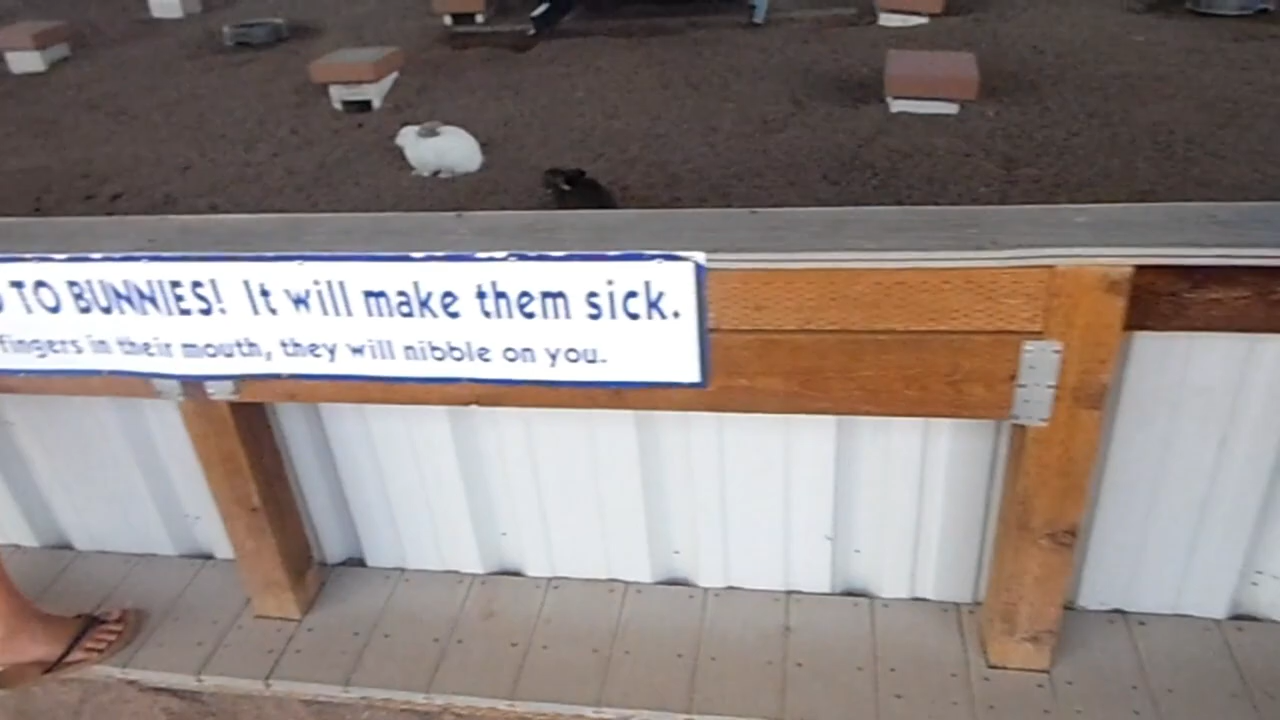 TO BUNNIES! It will make them sick.
fingers in their mouth, they will nibble on you.